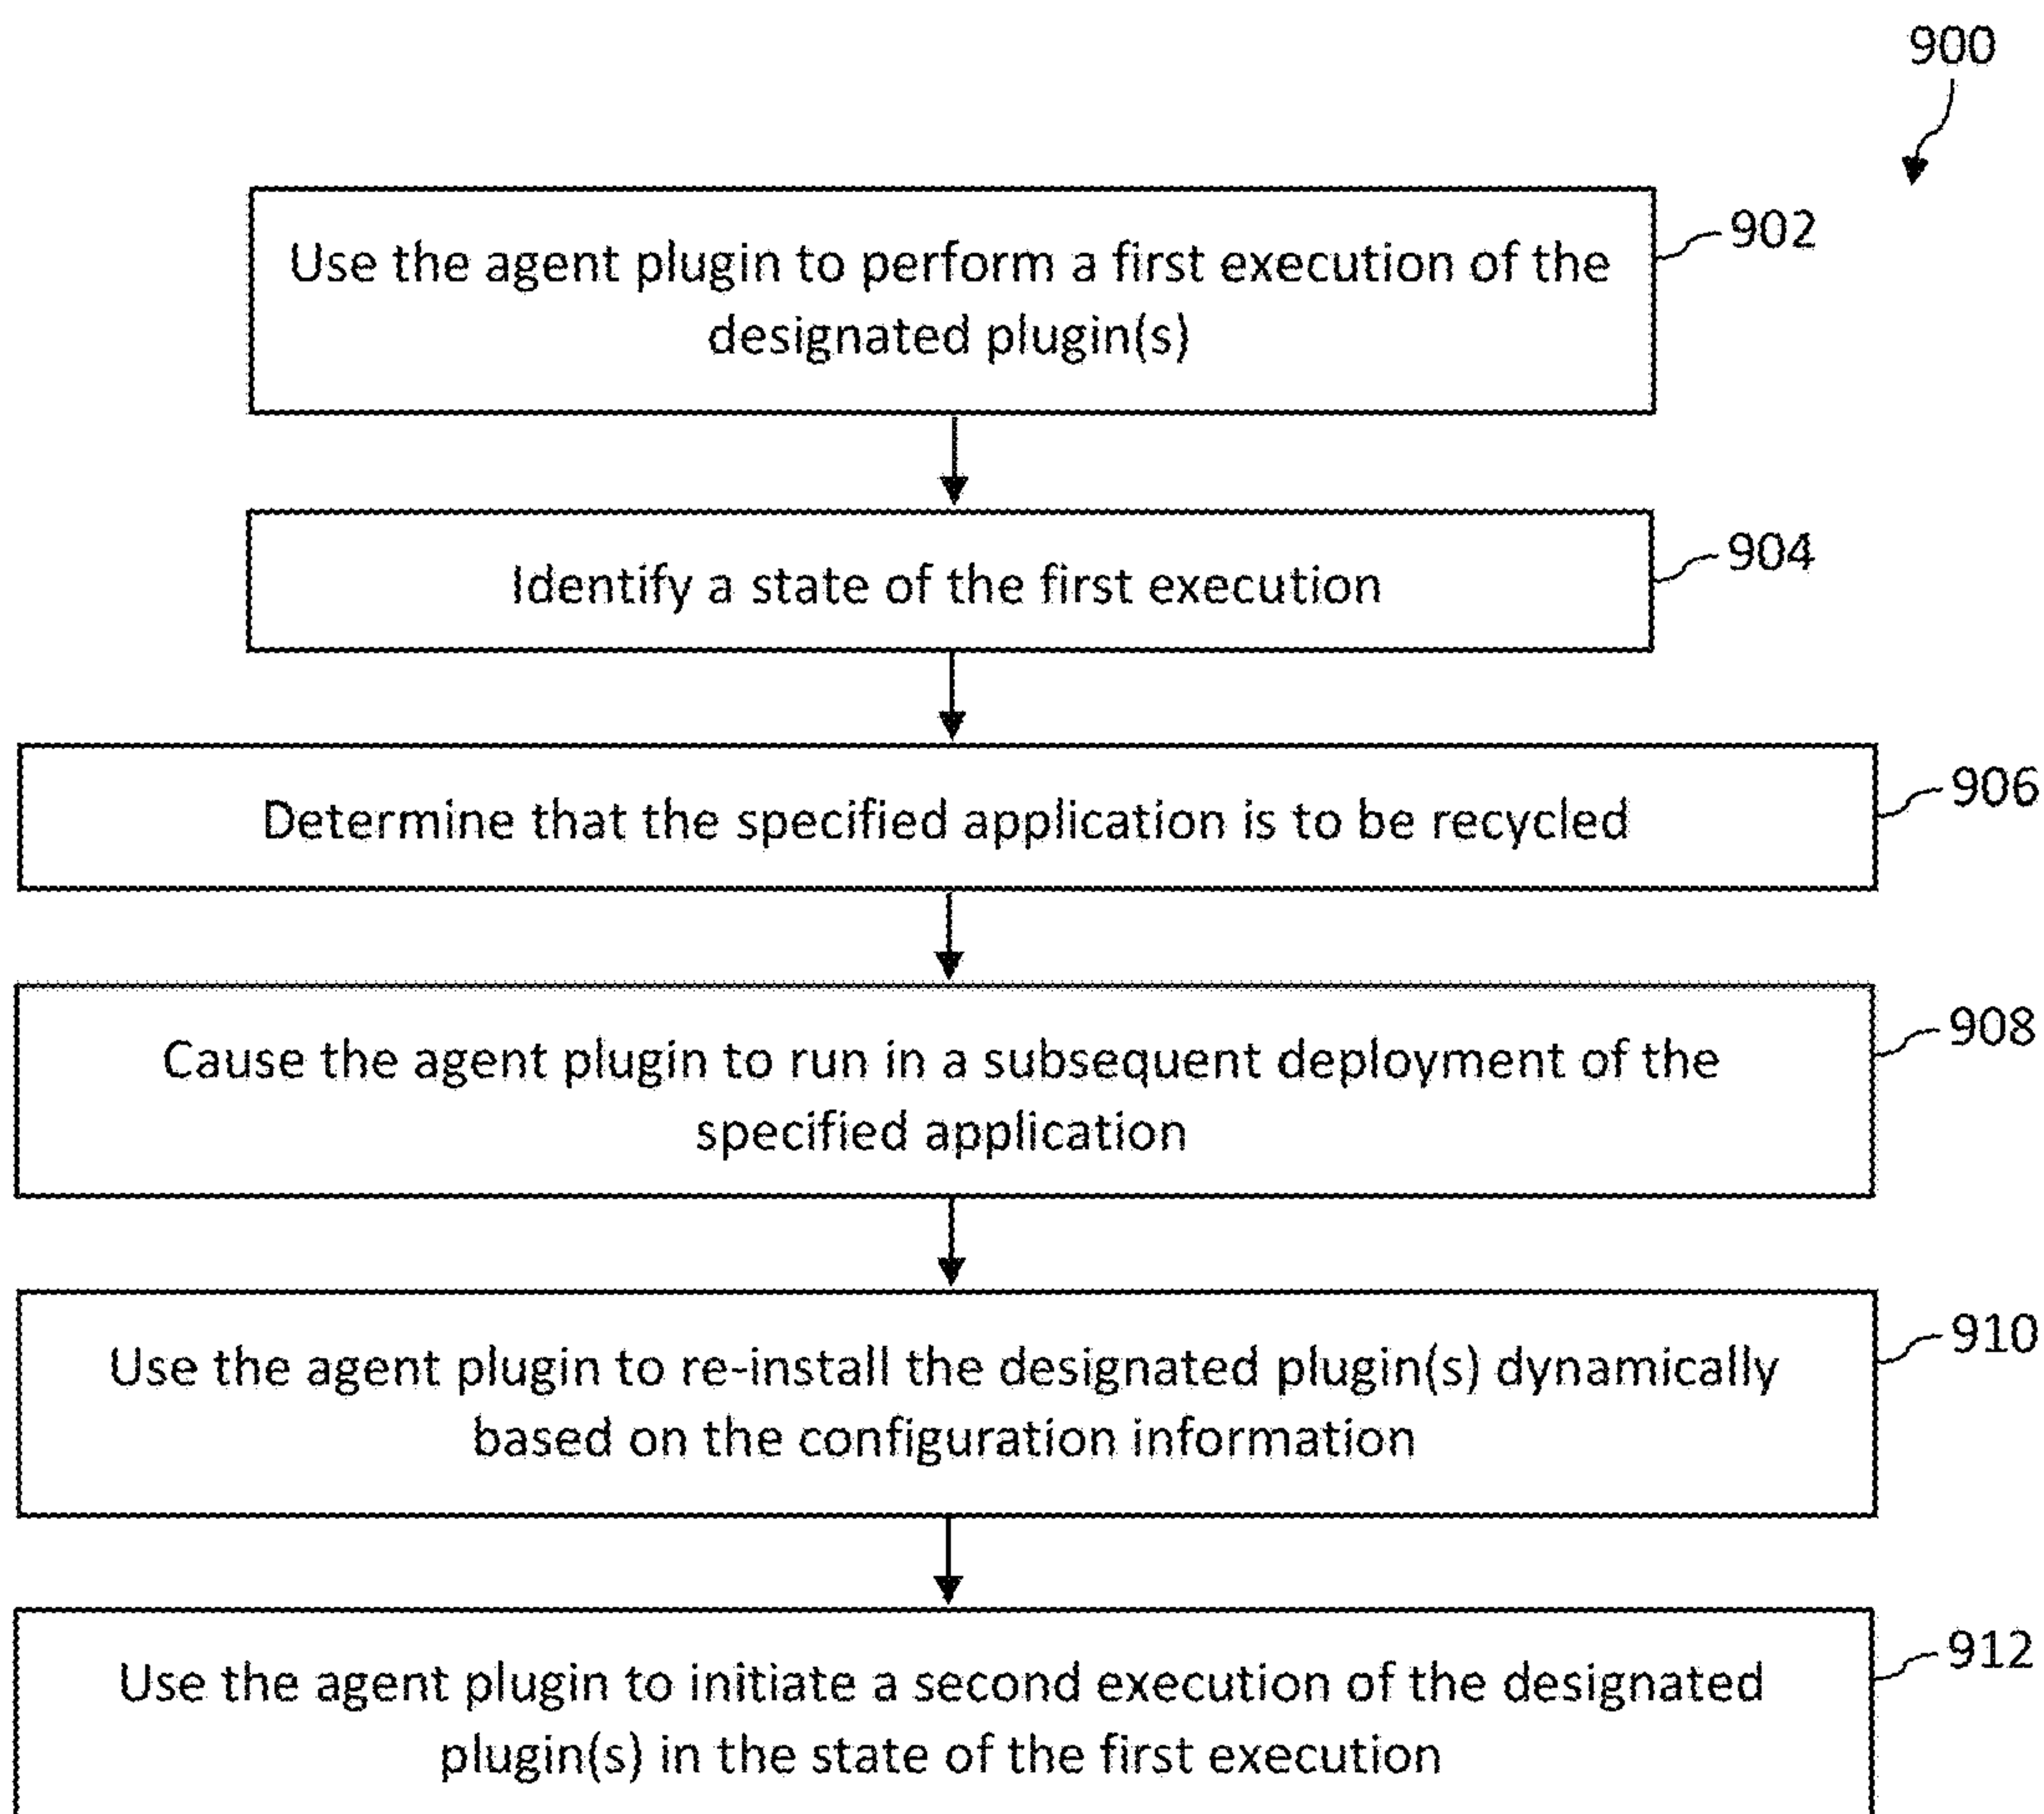 900
Use the agent plugin to perform a first execution of the
designated plugin(s)
902
Identify a state of the first execution
904
Determine that the specified application is to be recycled
906
Cause the agent plugin to run in a subsequent deployment of the
specified application
908
Use the agent plugin to re-install the designated plugin(s) dynamically
based on the configuration information
910
Use the agent plugin to initiate a second execution of the designated
plugin(s) in the state of the first execution
912